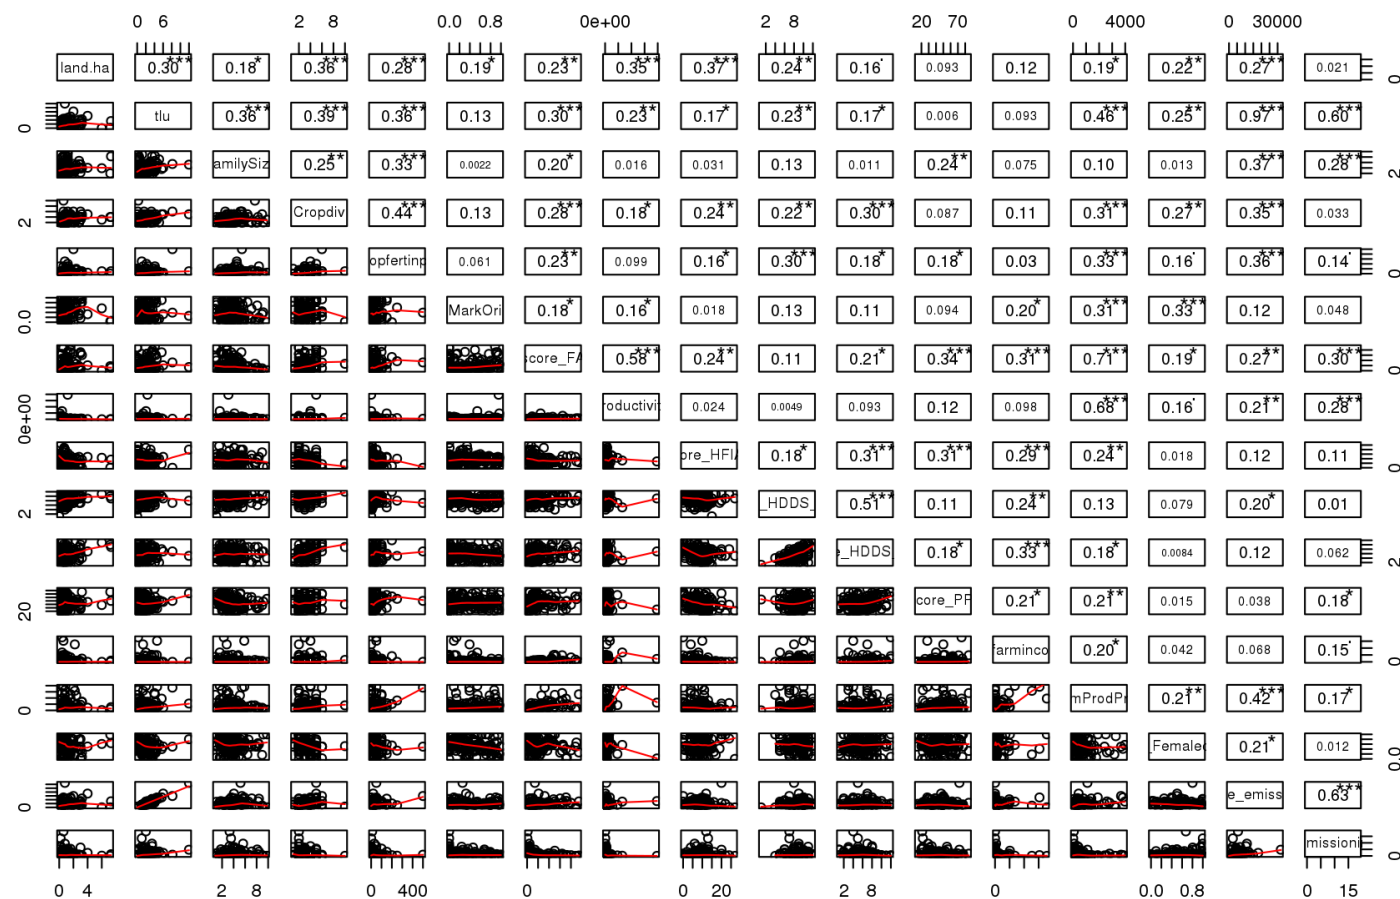 0 6 2 8 0.0 0.8 0e+00 2 8 20 70 0 4000 0 30000
land.ha 0.30*** 0.18* 0.36*** 0.28*** 0.19* 0.23** 0.35*** 0.37*** 0.24** 0.16. 0.093 0.12 0.19* 0.22** 0.27*** 0.021 0
0 tlu 0.36*** 0.39*** 0.36*** 0.13 0.30*** 0.23** 0.17* 0.23** 0.17* 0.006 0.093 0.46*** 0.25** 0.97*** 0.60***
amilySiz 0.25** 0.33*** 0.0022 0.20* 0.016 0.031 0.13 0.011 0.24** 0.075 0.10 0.013 0.37*** 0.28*** 2
2 Cropdiv 0.44*** 0.13 0.28*** 0.18* 0.24** 0.22** 0.30*** 0.087 0.11 0.31*** 0.27** 0.35*** 0.033
opfertinp 0.061 0.23** 0.099 0.16* 0.30*** 0.18* 0.18* 0.03 0.33*** 0.16. 0.36*** 0.14. 0
0.0 MarkOri 0.18* 0.16* 0.018 0.13 0.11 0.094 0.20* 0.31*** 0.33*** 0.12 0.048
score_FA 0.58*** 0.24** 0.11 0.21* 0.34*** 0.31*** 0.71*** 0.19* 0.27** 0.30*** 0
0e+00 roductivit 0.024 0.0049 0.093 0.12 0.098 0.68*** 0.16. 0.21** 0.28***
ore_HFIA 0.18* 0.31*** 0.31*** 0.29*** 0.24** 0.018 0.12 0.11 0
2 _HDDS_ 0.51*** 0.11 0.24** 0.13 0.079 0.20* 0.01
e_HDDS_ 0.18* 0.33*** 0.18* 0.0084 0.12 0.062 2
20 core_PP 0.21* 0.21** 0.015 0.038 0.18*
farminco 0.20* 0.042 0.068 0.15. 0
0 mProdPr 0.21** 0.42*** 0.17*
_Femalec 0.21* 0.012 0.0
0 e_emiss 0.63***
missioni 0
0 4 2 8 0 400 0 0 20 2 8 0 0.0 0.8 0 15